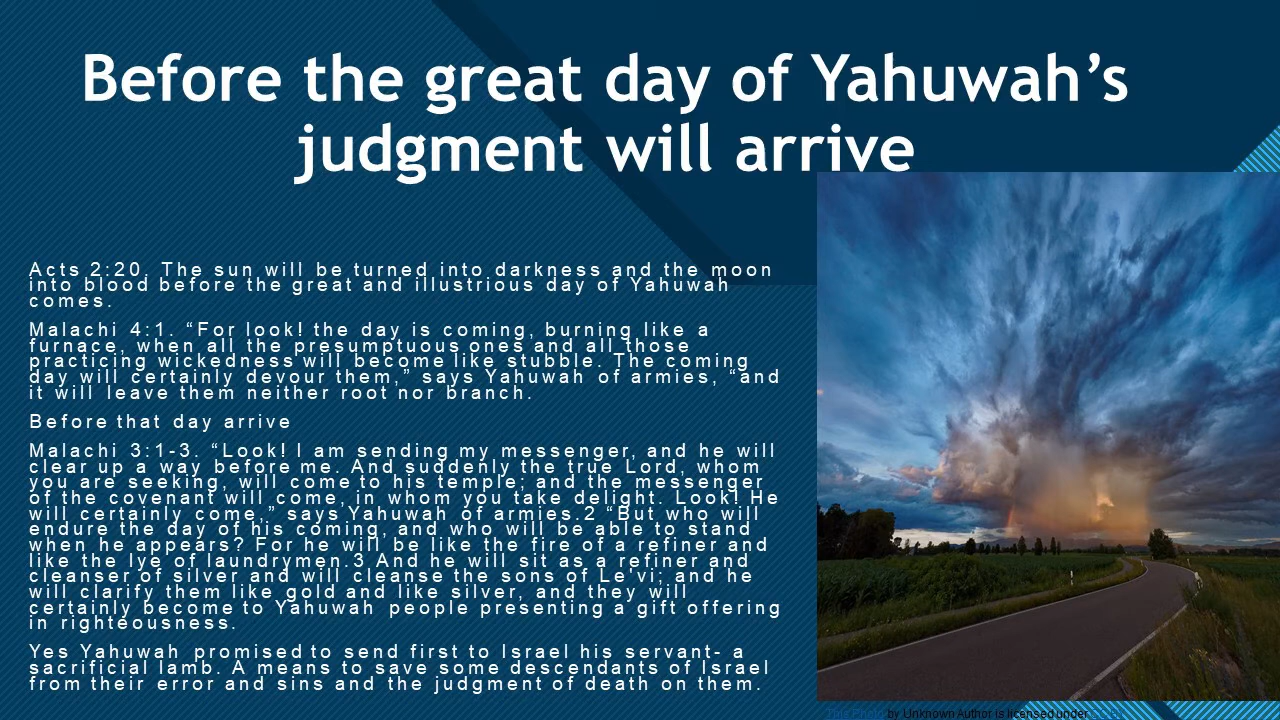 Before the great day of Yahuwah’s
judgment will arrive
Acts 2:20. The sun will be turned into darkness and the moon
into blood before the great and illustrious day of Yahuwah
comes.
Malachi 4:1. “For look! the day is coming, burning like a
furnace, when all the presumptuous ones and all those
practicing wickedness will become like stubble. The coming
day will certainly devour them,” says Yahuwah of armies, “and
it will leave them neither root nor branch.
Before that day arrive
Malachi 3:1-3. “Look! I am sending my messenger, and he will
clear up a way before me. And suddenly the true Lord, whom
you are seeking, will come to his temple; and the messenger
of the covenant will come, in whom you take delight. Look! He
will certainly come,” says Yahuwah of armies.2 “But who will
endure the day of his coming, and who will be able to stand
when he appears? For he will be like the fire of a refiner and
like the lye of laundrymen.3 And he will sit as a refiner and
cleanser of silver and will cleanse the sons of Le′vi; and he
will clarify them like gold and like silver, and they will
certainly become to Yahuwah people presenting a gift offering
in righteousness.
Yes Yahuwah promised to send first to Israel his servant- a
sacrificial lamb. A means to save some descendants of Israel
from their error and sins and the judgment of death on them.
This Photo by Unknown Author is licensed under